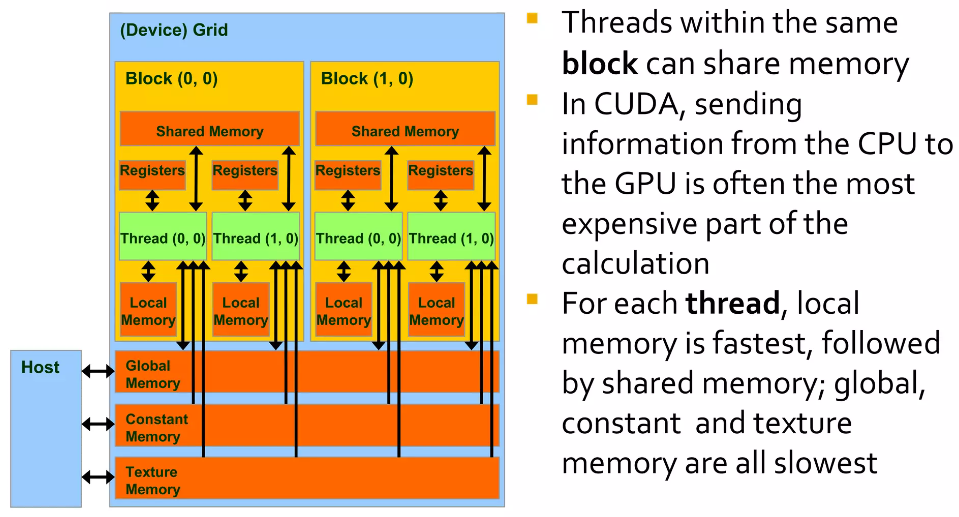 (Device) Grid
Block (0, 0)
Block (1, 0)
Shared Memory
Shared Memory
Registers
Registers
Registers
Registers
Thread (0, 0)
Thread (1, 0)
Thread (0, 0)
Thread (1, 0)
Local
Memory
Local
Memory
Local
Memory
Local
Memory
Host
Global
Memory
Constant
Memory
Texture
Memory
Threads within the same
block can share memory
In CUDA, sending
information from the CPU to
the GPU is often the most
expensive part of the
calculation
For each thread, local
memory is fastest, followed
by shared memory; global,
constant and texture
memory are all slowest